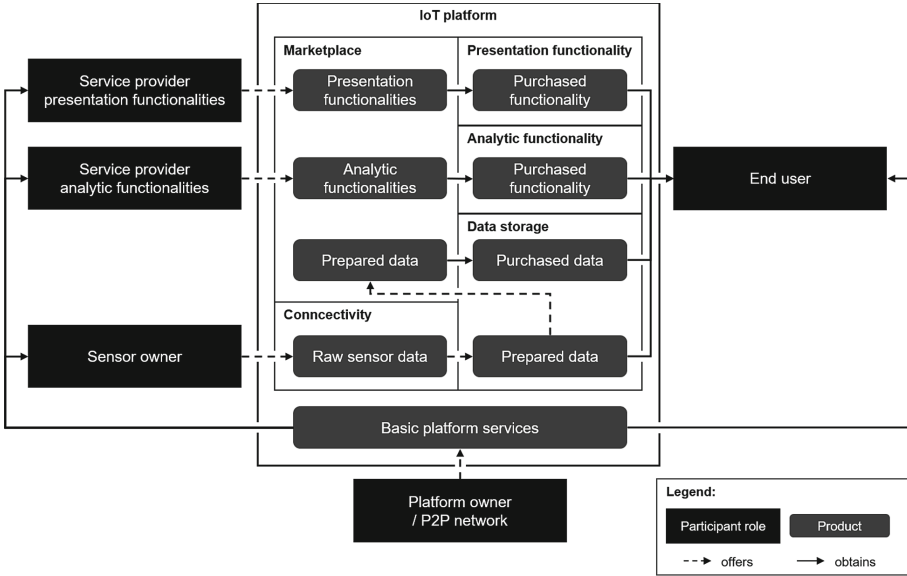 IoT platform
Marketplace
Presentation functionality
Service provider
presentation functionalities
Presentation
functionalities
Purchased
functionality
Analytic functionality
Service provider
analytic functionalities
Analytic
functionalities
Purchased
functionality
End user
Data storage
Prepared data
Purchased data
Conncectivity
Sensor owner
Raw sensor data
Prepared data
Basic platform services
Platform owner
/ P2P network
Legend:
Participant role
Product
offers
obtains